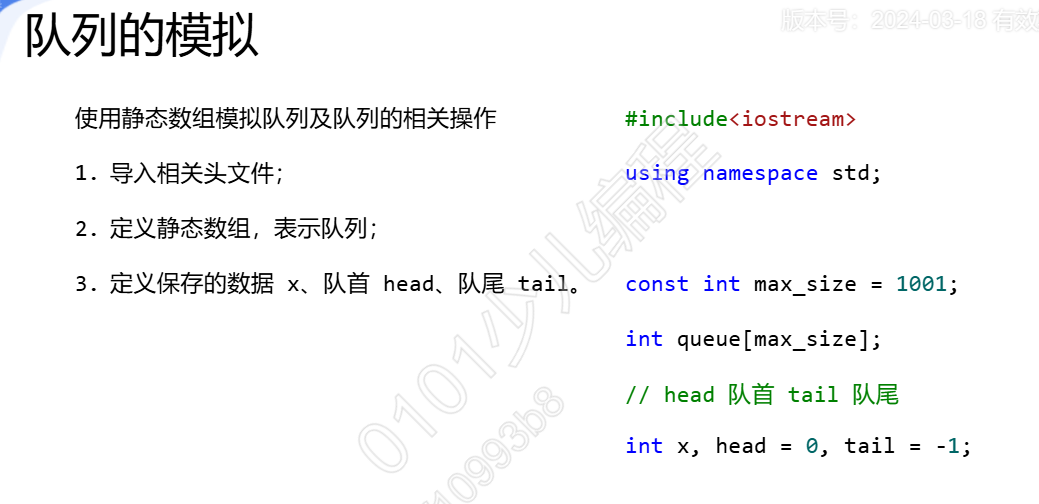 版本号：2024-03-18 有效
队列的模拟
使用静态数组模拟队列及队列的相关操作
1. 导入相关头文件；
2. 定义静态数组，表示队列；
3. 定义保存的数据 x、队首 head、队尾 tail。
#include<iostream>
using namespace std;
const int max_size = 1001;
int queue[max_size];
// head 队首 tail 队尾
int x, head = 0, tail = -1;
0101少儿编程
10993b8